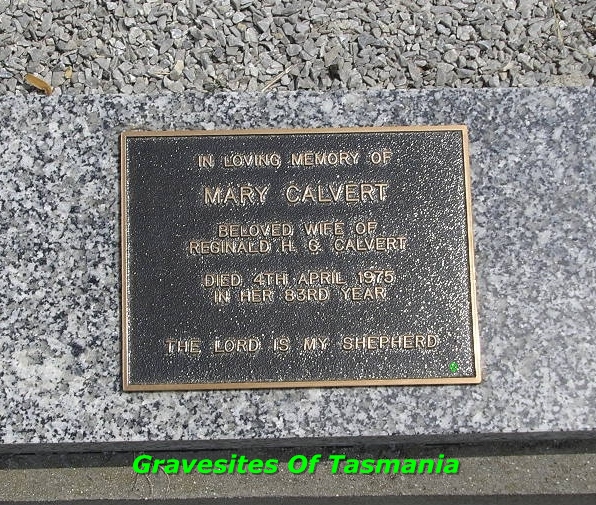 IN LOVING MEMORY OF
MARY CALVERT
BELOVED WIFE OF
REGINALD H. G. CALVERT
DIED 4TH APRIL 1975
IN HER 83RD YEAR
THE LORD IS MY SHEPHERD
Gravesites Of Tasmania